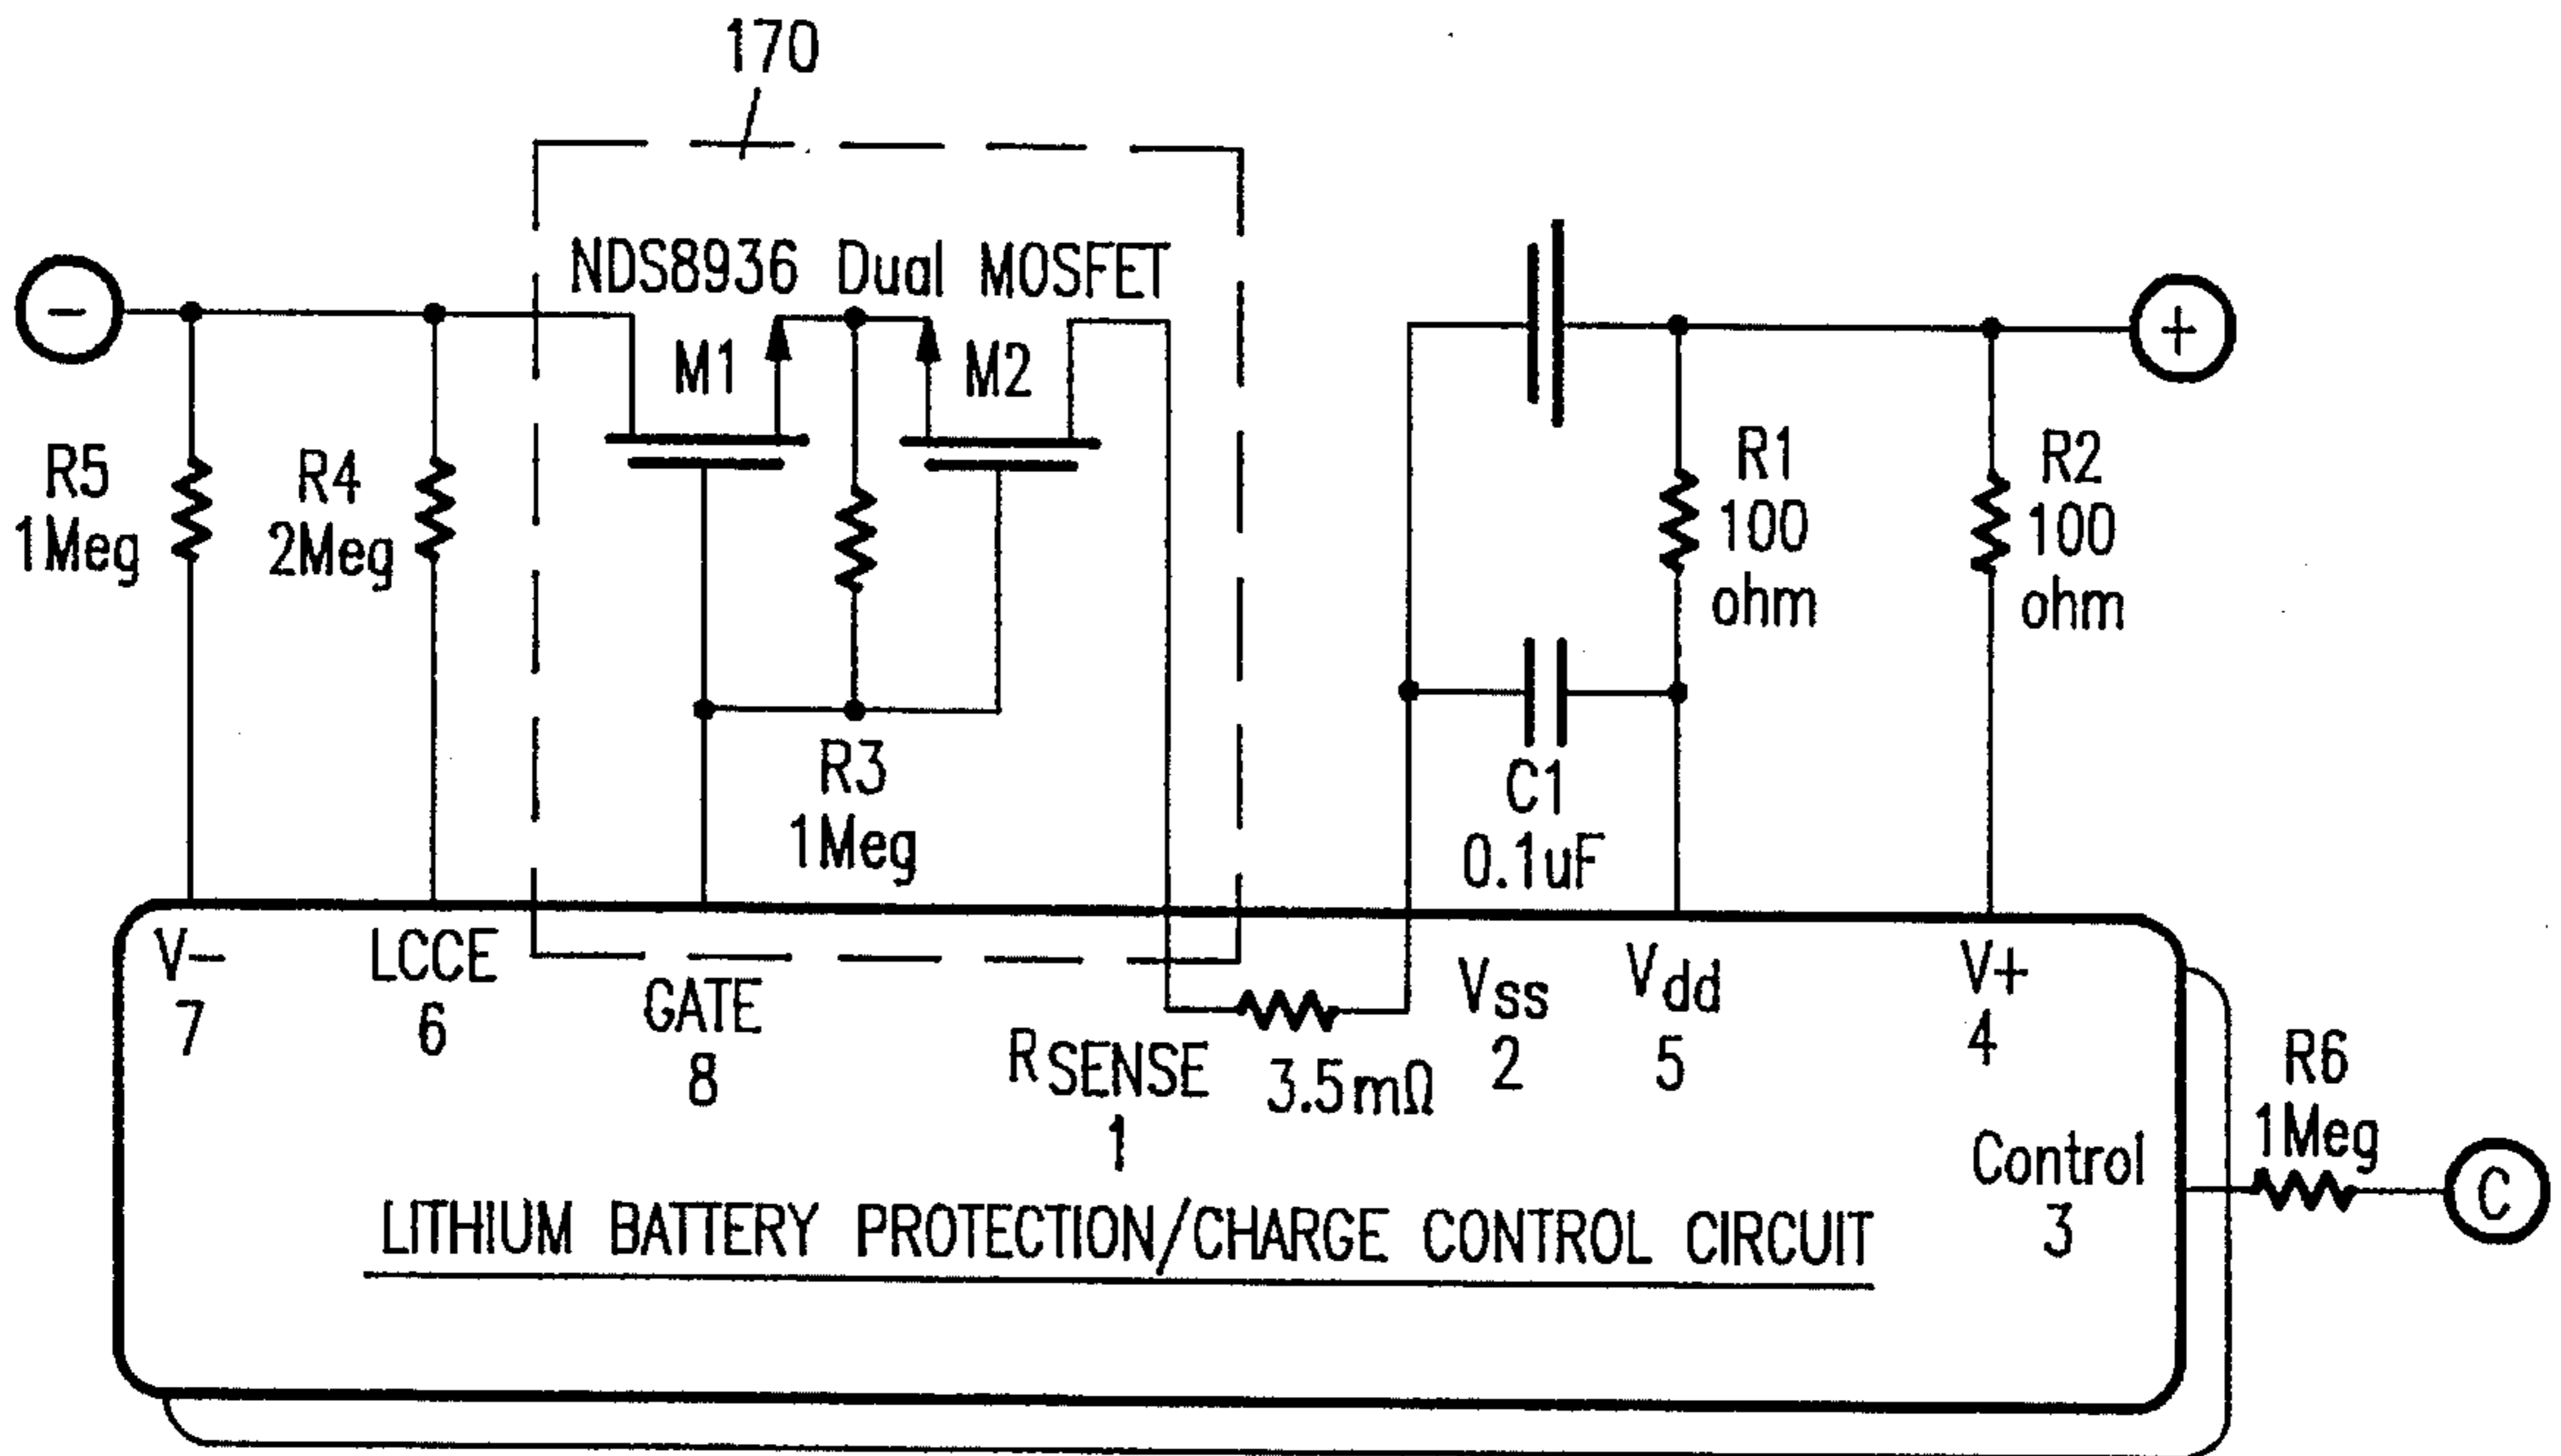 170
NDS8936 Dual MOSFET
−
M1
M2
+
R5
1Meg
R4
2Meg
R1
100
ohm
R2
100
ohm
R3
1Meg
C1
0.1uF
V−
7
LCCE
6
GATE
8
RSENSE
1
3.5mΩ
Vss
2
Vdd
5
V+
4
R6
1Meg
Control
3
C
LITHIUM BATTERY PROTECTION/CHARGE CONTROL CIRCUIT